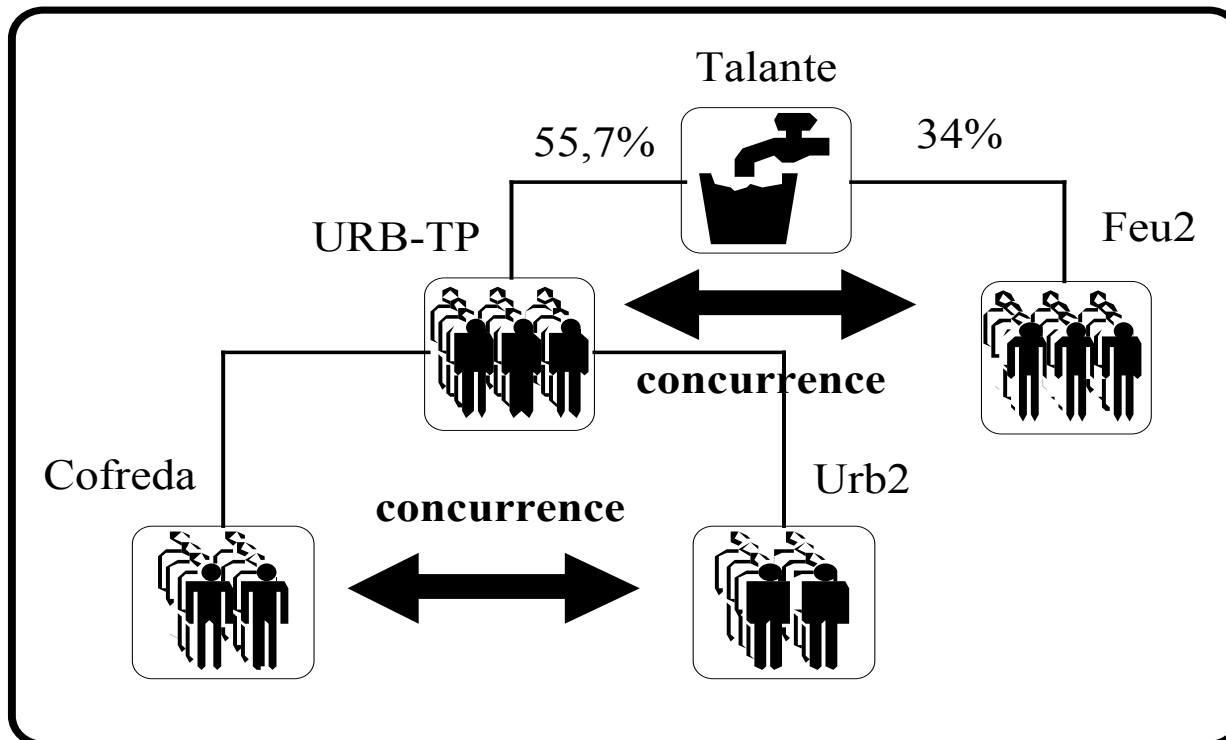 Talante
55,7%
34%
URB-TP
Feu2
concurrence
Cofreda
Urb2
concurrence